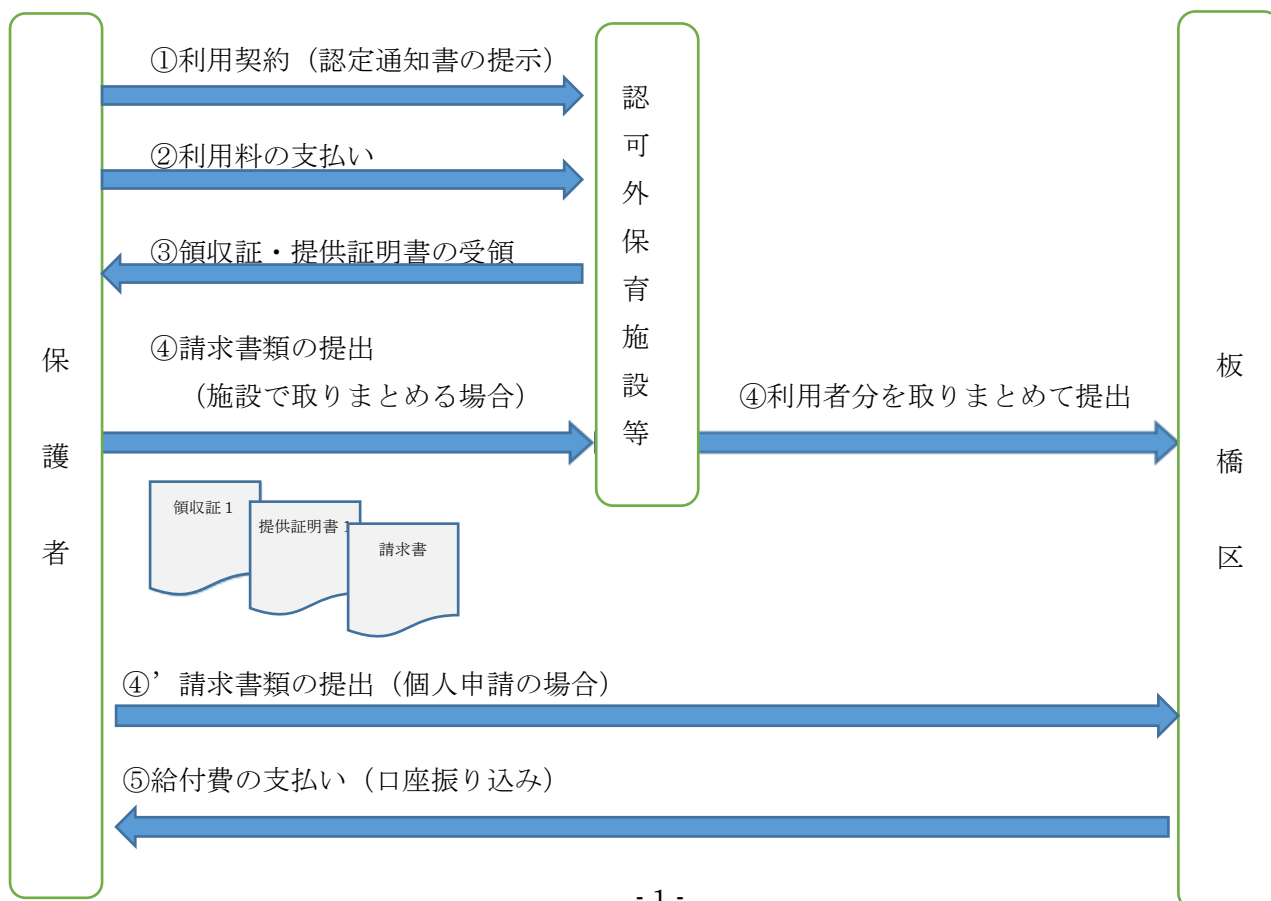 ①利用契約（認定通知書の提示）
②利用料の支払い
③領収証・提供証明書の受領
④請求書類の提出
（施設で取りまとめる場合）
保護者
認可外保育施設等
④利用者分を取りまとめて提出
板橋区
領収証１
提供証明書１
請求書
④’請求書類の提出（個人申請の場合）
⑤給付費の支払い（口座振り込み）
- 1 -